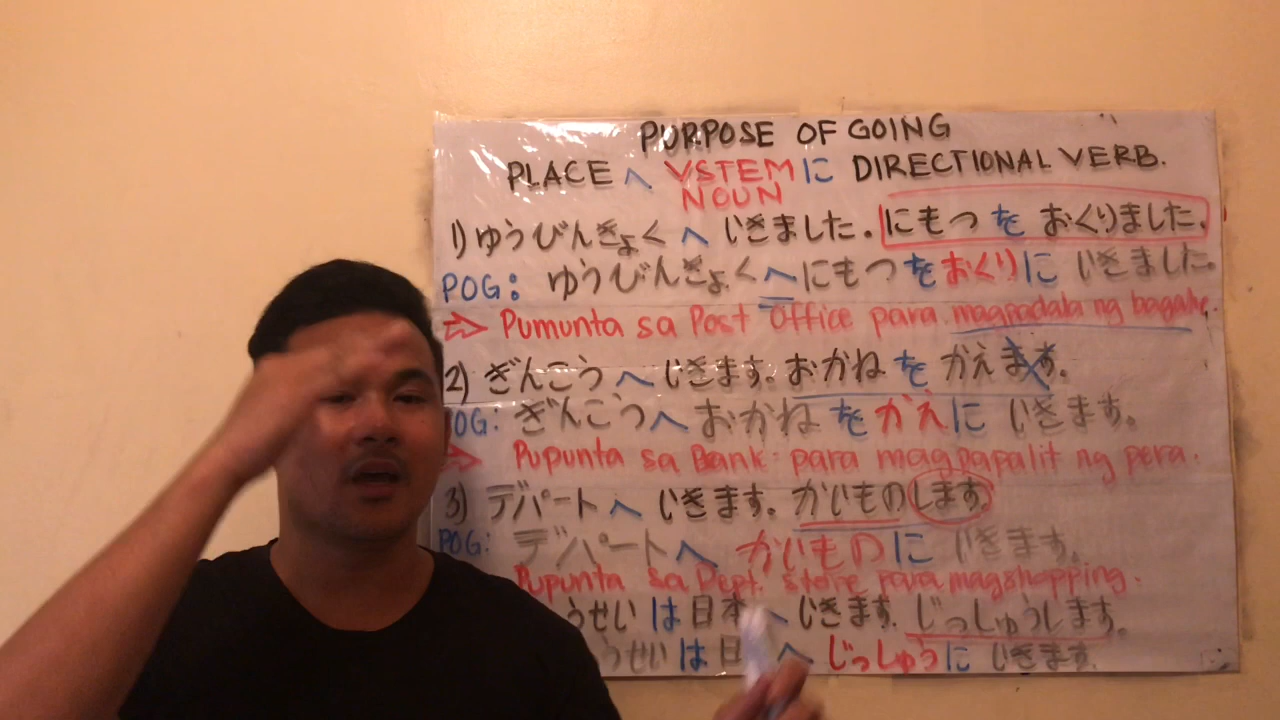 PURPOSE OF GOING
PLACE へ VSTEM に DIRECTIONAL VERB.
NOUN
1) ゆうびんきょく へ いきました。にもつ を おくりました。
POG: ゆうびんきょくへにもつをおくりに いきました。
⇒ Pumunta sa Post Office para magpadala ng bagahe.
2) ぎんこう へ いきます。おかね を かえます。
POG: ぎんこうへ おかね を かえに いきます。
Pupunta sa Bank para magpapalit ng pera.
3) デパート へ いきます。かいものします。
POG: デパートへ かいものに いきます。
Pupunta sa Dept. store para magshopping.
うせい は 日本へ いきます。じっしゅうします。
うせい は 日 へ じっしゅうに いきます。